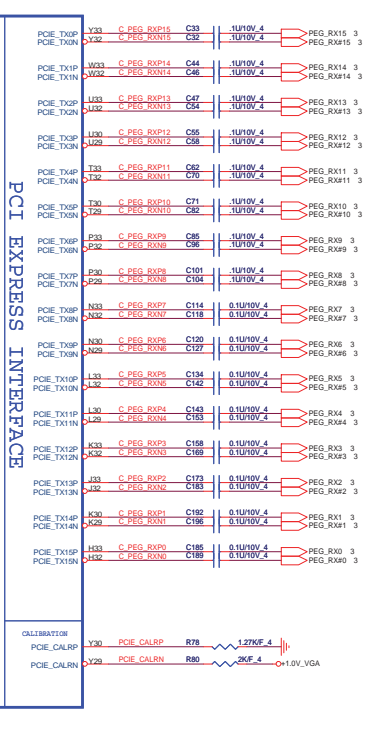 PCI EXPRESS INTERFACE
PCIE_TX0P Y33 C_PEG_RXP15 C33 .1U/10V_4 PEG_RX15 3
PCIE_TX0N Y32 C_PEG_RXN15 C32 .1U/10V_4 PEG_RX#15 3
PCIE_TX1P W33 C_PEG_RXP14 C44 .1U/10V_4 PEG_RX14 3
PCIE_TX1N W32 C_PEG_RXN14 C46 .1U/10V_4 PEG_RX#14 3
PCIE_TX2P U33 C_PEG_RXP13 C47 .1U/10V_4 PEG_RX13 3
PCIE_TX2N U32 C_PEG_RXN13 C54 .1U/10V_4 PEG_RX#13 3
PCIE_TX3P U30 C_PEG_RXP12 C55 .1U/10V_4 PEG_RX12 3
PCIE_TX3N U29 C_PEG_RXN12 C58 .1U/10V_4 PEG_RX#12 3
PCIE_TX4P T33 C_PEG_RXP11 C62 .1U/10V_4 PEG_RX11 3
PCIE_TX4N T32 C_PEG_RXN11 C70 .1U/10V_4 PEG_RX#11 3
PCIE_TX5P T30 C_PEG_RXP10 C71 .1U/10V_4 PEG_RX10 3
PCIE_TX5N T29 C_PEG_RXN10 C82 .1U/10V_4 PEG_RX#10 3
PCIE_TX6P P33 C_PEG_RXP9 C85 .1U/10V_4 PEG_RX9 3
PCIE_TX6N P32 C_PEG_RXN9 C96 .1U/10V_4 PEG_RX#9 3
PCIE_TX7P P30 C_PEG_RXP8 C101 .1U/10V_4 PEG_RX8 3
PCIE_TX7N P29 C_PEG_RXN8 C104 .1U/10V_4 PEG_RX#8 3
PCIE_TX8P N33 C_PEG_RXP7 C114 0.1U/10V_4 PEG_RX7 3
PCIE_TX8N N32 C_PEG_RXN7 C118 0.1U/10V_4 PEG_RX#7 3
PCIE_TX9P N30 C_PEG_RXP6 C120 0.1U/10V_4 PEG_RX6 3
PCIE_TX9N N29 C_PEG_RXN6 C127 0.1U/10V_4 PEG_RX#6 3
PCIE_TX10P L33 C_PEG_RXP5 C134 0.1U/10V_4 PEG_RX5 3
PCIE_TX10N L32 C_PEG_RXN5 C142 0.1U/10V_4 PEG_RX#5 3
PCIE_TX11P L30 C_PEG_RXP4 C143 0.1U/10V_4 PEG_RX4 3
PCIE_TX11N L29 C_PEG_RXN4 C153 0.1U/10V_4 PEG_RX#4 3
PCIE_TX12P K33 C_PEG_RXP3 C158 0.1U/10V_4 PEG_RX3 3
PCIE_TX12N K32 C_PEG_RXN3 C169 0.1U/10V_4 PEG_RX#3 3
PCIE_TX13P J33 C_PEG_RXP2 C173 0.1U/10V_4 PEG_RX2 3
PCIE_TX13N J32 C_PEG_RXN2 C183 0.1U/10V_4 PEG_RX#2 3
PCIE_TX14P K30 C_PEG_RXP1 C192 0.1U/10V_4 PEG_RX1 3
PCIE_TX14N K29 C_PEG_RXN1 C196 0.1U/10V_4 PEG_RX#1 3
PCIE_TX15P H33 C_PEG_RXP0 C185 0.1U/10V_4 PEG_RX0 3
PCIE_TX15N H32 C_PEG_RXN0 C189 0.1U/10V_4 PEG_RX#0 3
CALIBRATION
PCIE_CALRP Y30 PCIE_CALRP R78 1.27K/F_4
PCIE_CALRN Y29 PCIE_CALRN R80 2K/F_4 +1.0V_VGA